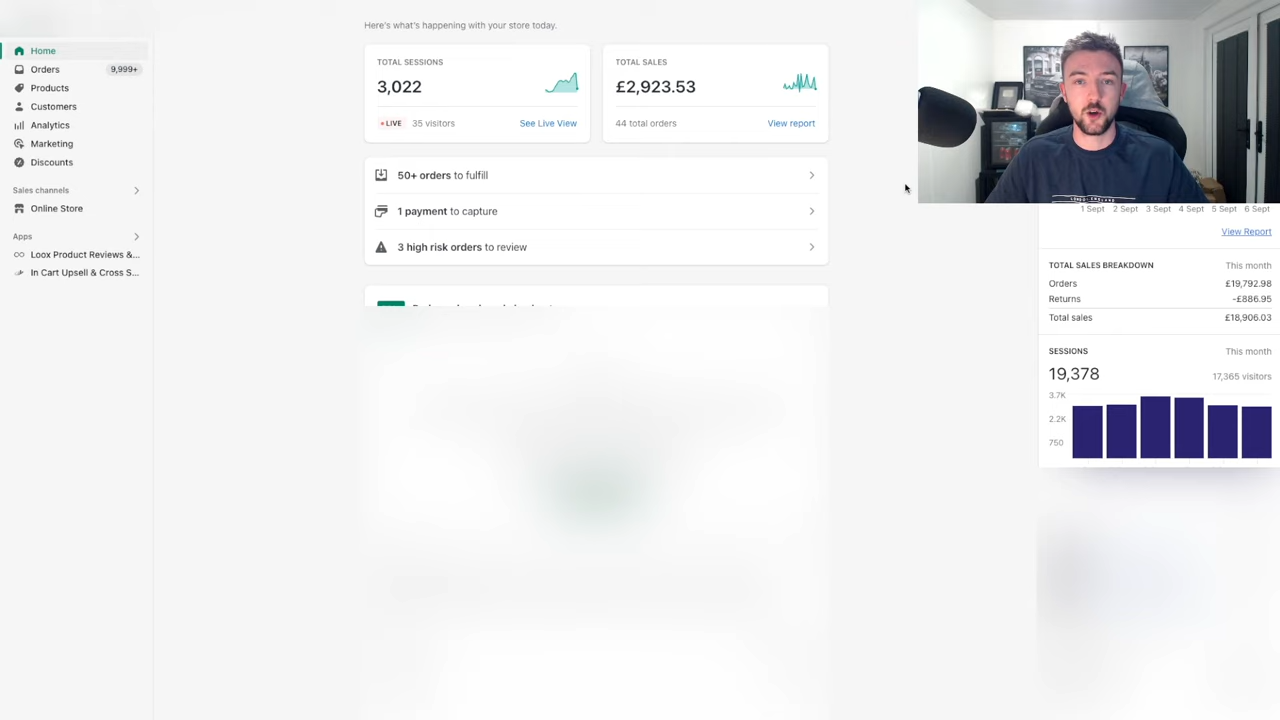 Here's what's happening with your store today.
Home
Orders 9,999+
Products
Customers
Analytics
Marketing
Discounts
Sales channels
Online Store
Apps
Loox Product Reviews &...
In Cart Upsell & Cross S...
TOTAL SESSIONS
3,022
• LIVE 35 visitors See Live View
TOTAL SALES
£2,923.53
44 total orders View report
50+ orders to fulfill
1 payment to capture
3 high risk orders to review
1 Sept 2 Sept 3 Sept 4 Sept 5 Sept 6 Sept
View Report
TOTAL SALES BREAKDOWN This month
Orders £19,792.98
Returns -£886.95
Total sales £18,906.03
SESSIONS This month
19,378 17,365 visitors
3.7K
2.2K
750